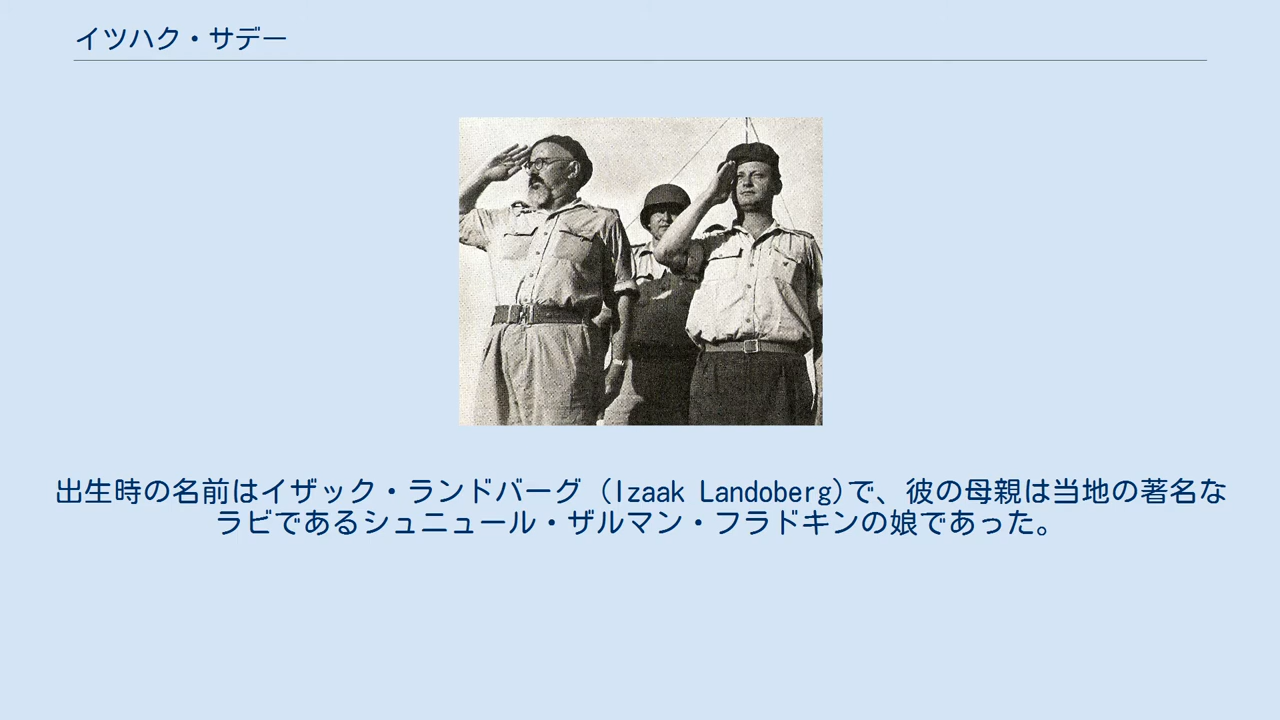 イツハク・サデー
出生時の名前はイザック・ランドバーグ（Izaak Landoberg)で、彼の母親は当地の著名な
ラビであるシュニュール・ザルマン・フラドキンの娘であった。